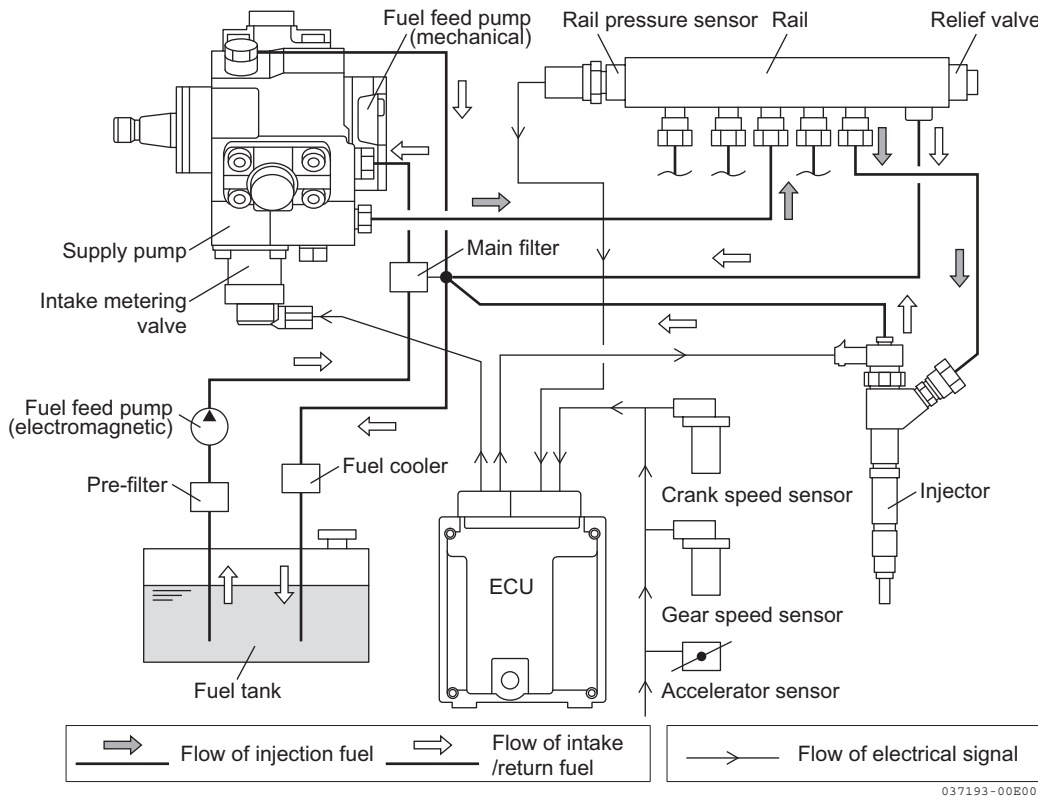 Fuel feed pump
(mechanical)
Rail pressure sensor
Rail
Relief valve
Supply pump
Main filter
Intake metering
valve
Fuel feed pump
(electromagnetic)
Fuel cooler
Pre-filter
Crank speed sensor
Injector
ECU
Gear speed sensor
Fuel tank
Accelerator sensor
Flow of injection fuel
Flow of intake
/return fuel
Flow of electrical signal
037193-00E00